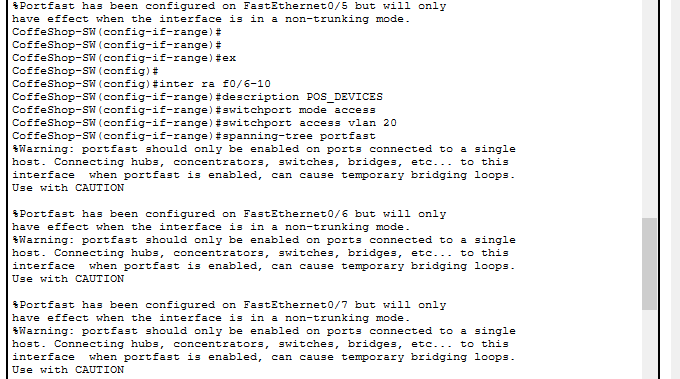 %Portfast has been configured on FastEthernet0/5 but will only
have effect when the interface is in a non-trunking mode.
CoffeShop-SW(config-if-range)#
CoffeShop-SW(config-if-range)#
CoffeShop-SW(config-if-range)#ex
CoffeShop-SW(config)#
CoffeShop-SW(config)#inter ra f0/6-10
CoffeShop-SW(config-if-range)#description POS_DEVICES
CoffeShop-SW(config-if-range)#switchport mode access
CoffeShop-SW(config-if-range)#switchport access vlan 20
CoffeShop-SW(config-if-range)#spanning-tree portfast
%Warning: portfast should only be enabled on ports connected to a single
host. Connecting hubs, concentrators, switches, bridges, etc... to this
interface  when portfast is enabled, can cause temporary bridging loops.
Use with CAUTION

%Portfast has been configured on FastEthernet0/6 but will only
have effect when the interface is in a non-trunking mode.
%Warning: portfast should only be enabled on ports connected to a single
host. Connecting hubs, concentrators, switches, bridges, etc... to this
interface  when portfast is enabled, can cause temporary bridging loops.
Use with CAUTION

%Portfast has been configured on FastEthernet0/7 but will only
have effect when the interface is in a non-trunking mode.
%Warning: portfast should only be enabled on ports connected to a single
host. Connecting hubs, concentrators, switches, bridges, etc... to this
interface  when portfast is enabled, can cause temporary bridging loops.
Use with CAUTION